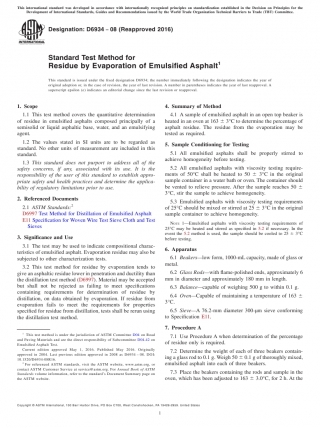 This international standard was developed in accordance with internationally recognized principles on standardization established in the Decision on Principles for the
Development of International Standards, Guides and Recommendations issued by the World Trade Organization Technical Barriers to Trade (TBT) Committee.
Designation: D6934 - 08 (Reapproved 2016)
INTERNATIONAL
Standard Test Method for
Residue by Evaporation of Emulsified Asphalt¹
This standard is issued under the fixed designation D6934; the number immediately following the designation indicates the year of
original adoption or, in the case of revision, the year of last revision. A number in parentheses indicates the year of last reapproval. A
superscript epsilon (ε) indicates an editorial change since the last revision or reapproval.
1. Scope
1.1 This test method covers the quantitative determination
of residue in emulsified asphalts composed principally of a
semisolid or liquid asphaltic base, water, and an emulsifying
agent.
1.2 The values stated in SI units are to be regarded as
standard. No other units of measurement are included in this
standard.
1.3 This standard does not purport to address all of the
safety concerns, if any, associated with its use. It is the
responsibility of the user of this standard to establish appro-
priate safety and health practices and determine the applica-
bility of regulatory limitations prior to use.
2. Referenced Documents
2.1 ASTM Standards:²
D6997 Test Method for Distillation of Emulsified Asphalt
E11 Specification for Woven Wire Test Sieve Cloth and Test
Sieves
3. Significance and Use
3.1 The test may be used to indicate compositional charac-
teristics of emulsified asphalt. Evaporation residue may also be
subjected to other characterization tests.
3.2 This test method for residue by evaporation tends to
give an asphaltic residue lower in penetration and ductility than
the distillation test method (D6997). Material may be accepted
but shall not be rejected as failing to meet specifications
containing requirements for determination of residue by
distillation, on data obtained by evaporation. If residue from
evaporation fails to meet the requirements for properties
specified for residue from distillation, tests shall be rerun using
the distillation test method.
¹ This test method is under the jurisdiction of ASTM Committee D04 on Road
and Paving Materials and are the direct responsibility of Subcommittee D04.42 on
Emulsified Asphalt Test.
Current edition approved May 1, 2016. Published May 2016. Originally
approved in 2004. Last previous edition approved in 2008 as D6934 – 08. DOI:
10.1520/D6934-08R16.
² For referenced ASTM standards, visit the ASTM website, www.astm.org, or
contact ASTM Customer Service at service@astm.org. For Annual Book of ASTM
Standards volume information, refer to the standard's Document Summary page on
the ASTM website.
4. Summary of Method
4.1 A sample of emulsified asphalt in an open top beaker is
heated in an oven at 163 ± 3°C to determine the percentage of
asphalt residue. The residue from the evaporation may be
tested as required.
5. Sample Conditioning for Testing
5.1 All emulsified asphalts shall be properly stirred to
achieve homogeneity before testing.
5.2 All emulsified asphalts with viscosity testing require-
ments of 50°C shall be heated to 50 ± 3°C in the original
sample container in a water bath or oven. The container should
be vented to relieve pressure. After the sample reaches 50 ±
3°C, stir the sample to achieve homogeneity.
5.3 Emulsified asphalts with viscosity testing requirements
of 25°C should be mixed or stirred at 25 ± 3°C in the original
sample container to achieve homogeneity.
NOTE 1—Emulsified asphalts with viscosity testing requirements of
25°C may be heated and stirred as specified in 5.2 if necessary. In the
event the 5.2 method is used, the sample should be cooled to 25 ± 3°C
before testing.
6. Apparatus
6.1 Beakers—low form, 1000-mL capacity, made of glass or
metal.
6.2 Glass Rods—with flame-polished ends, approximately 6
mm in diameter and approximately 180 mm in length.
6.3 Balance—capable of weighing 500 g to within 0.1 g.
6.4 Oven—Capable of maintaining a temperature of 163 ±
3°C.
6.5 Sieve—A 76.2-mm diameter 300-µm sieve conforming
to Specification E11.
7. Procedure A
7.1 Use Procedure A when determination of the percentage
of residue only is required.
7.2 Determine the weight of each of three beakers contain-
ing a glass rod to 0.1 g. Weigh 50 ± 0.1 g of thoroughly mixed,
emulsified asphalt into each of three beakers.
7.3 Place the beakers containing the rods and sample in the
oven, which has been adjusted to 163 ± 3.0°C, for 2 h. At the
Copyright © ASTM International, 100 Barr Harbor Drive, PO Box C700, West Conshohocken, PA 19428-2959. United States
1